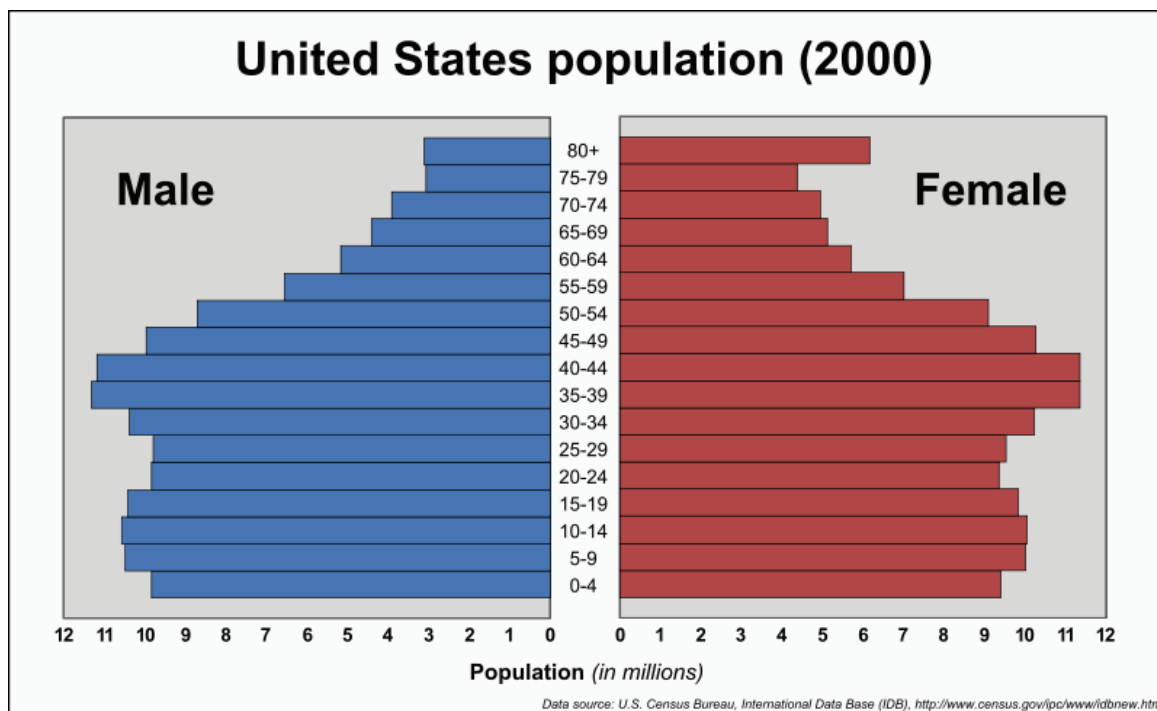 United States population (2000)
Male
Female
80+
75-79
70-74
65-69
60-64
55-59
50-54
45-49
40-44
35-39
30-34
25-29
20-24
15-19
10-14
5-9
0-4
12 11 10 9 8 7 6 5 4 3 2 1 0
0 1 2 3 4 5 6 7 8 9 10 11 12
Population (in millions)
Data source: U.S. Census Bureau, International Data Base (IDB), http://www.census.gov/ipc/www/idbnew.htm